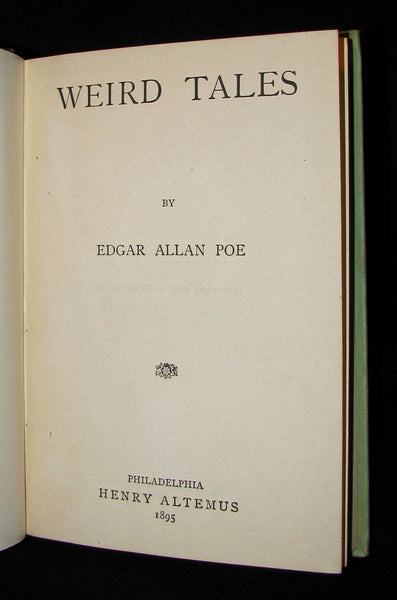 WEIRD TALES
BY
EDGAR ALLAN POE
PHILADELPHIA
HENRY ALTEMUS
1895